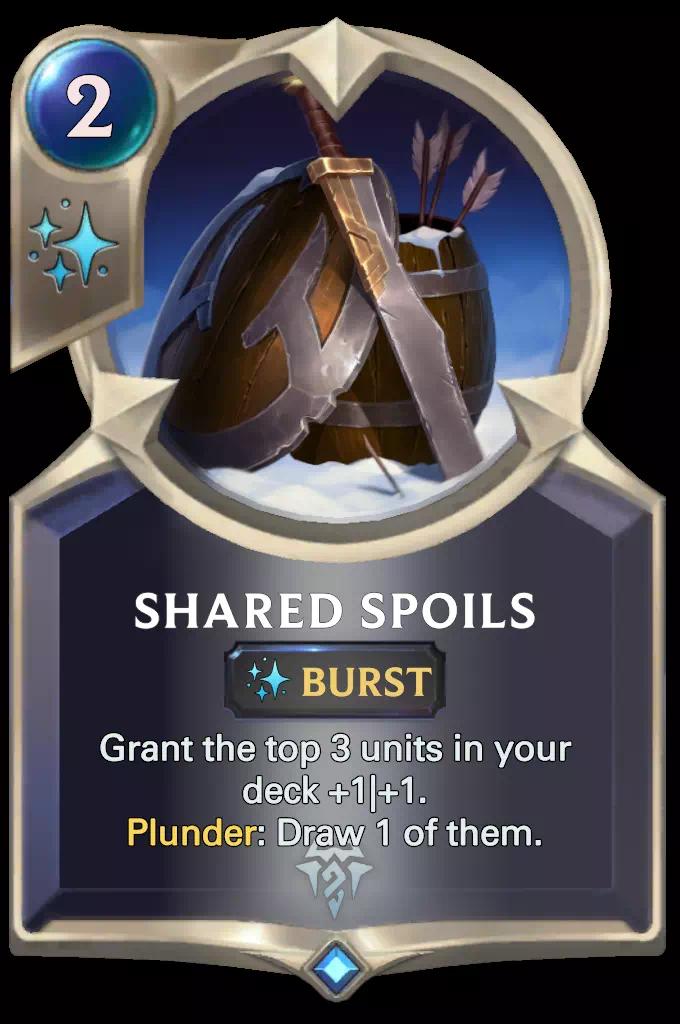 2
SHARED SPOILS
BURST
Grant the top 3 units in your
deck +1|+1.
Plunder: Draw 1 of them.